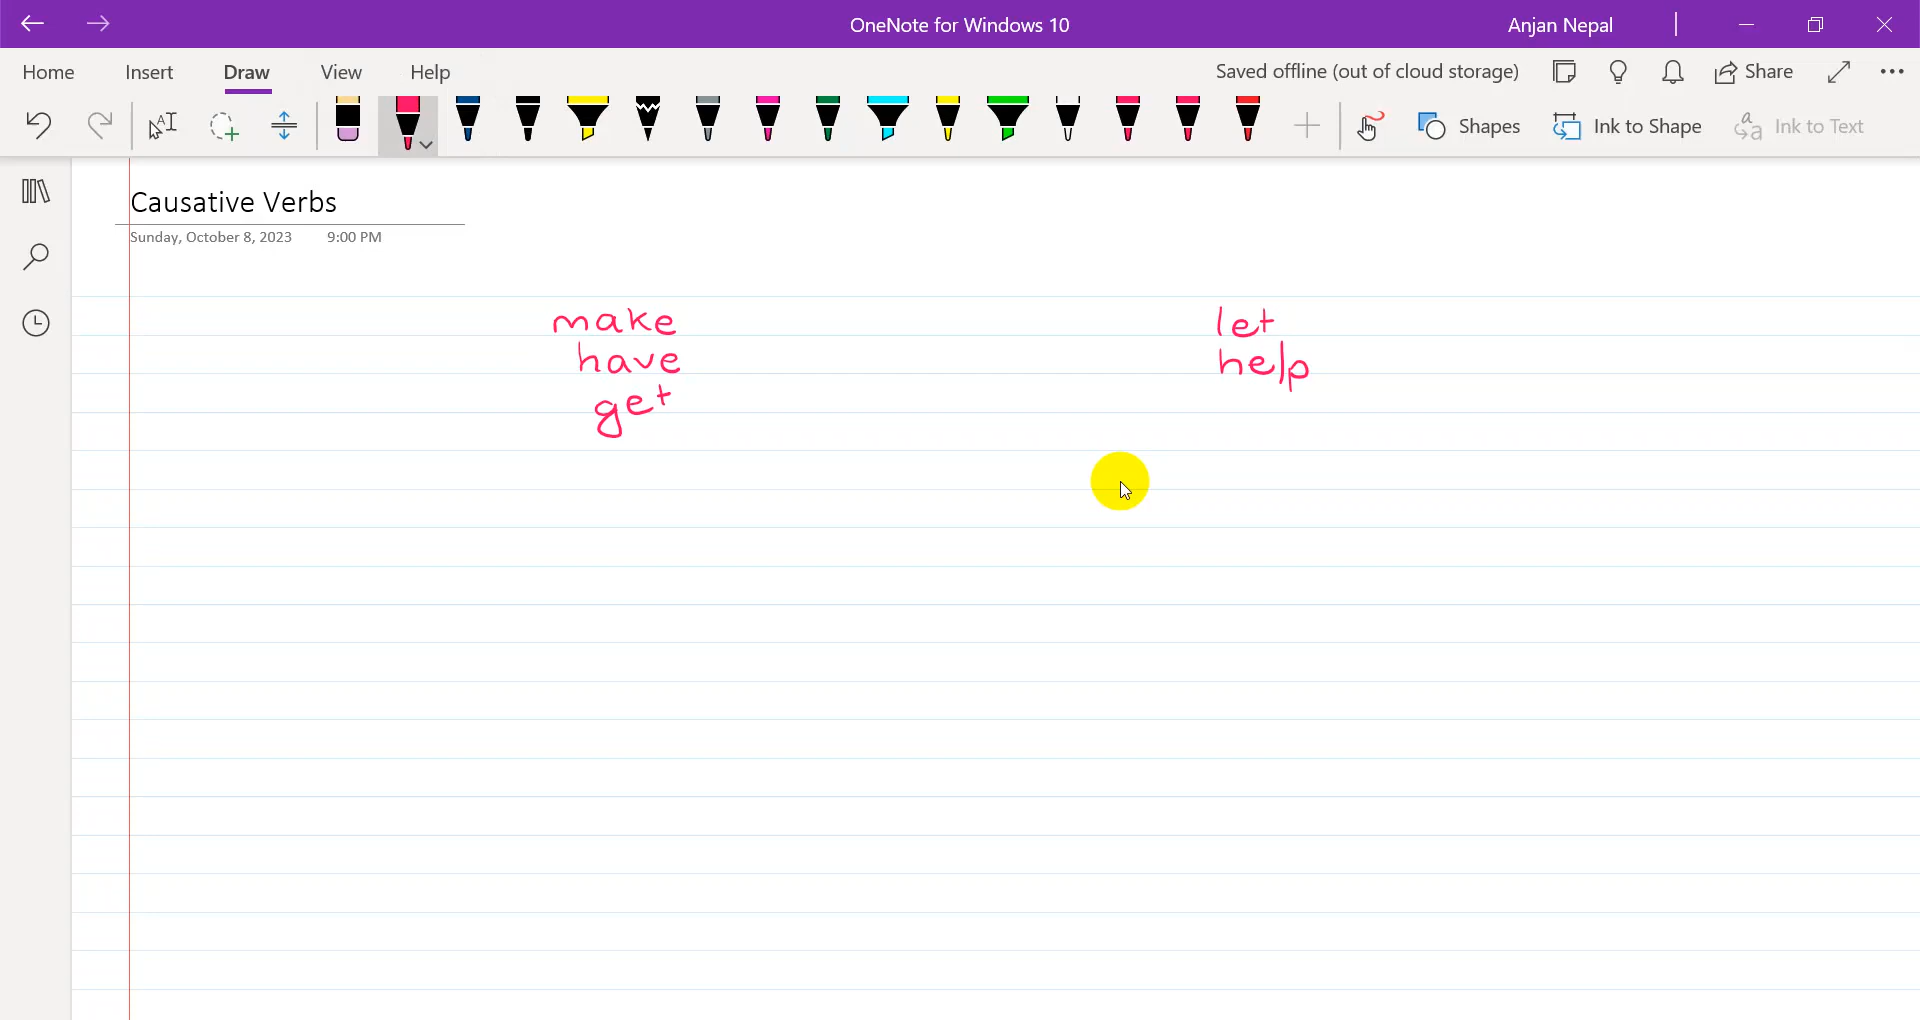 OneNote for Windows 10
Anjan Nepal
Home Insert Draw View Help
Saved offline (out of cloud storage)
Share
Shapes
Ink to Shape
Ink to Text
Causative Verbs
Sunday, October 8, 2023 9:00 PM
make let
have help
get